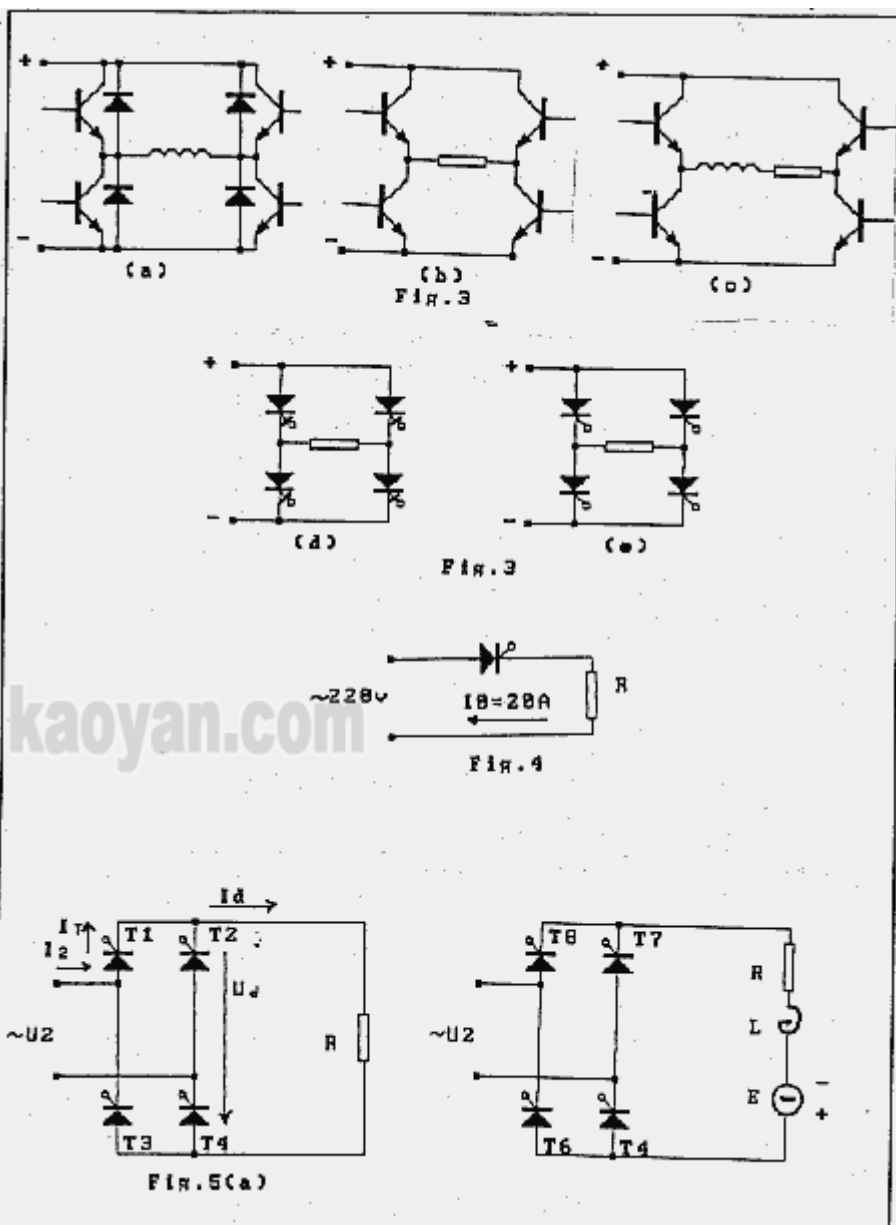 + + +
- - -
(a) (b) (c)
Fig.3
+ +
- -
(d) (e)
Fig.3
~220v I0=20A R
kaoyan.com
Fig.4
Id
IT T1 T2 T8 T7
I2 Ud R
~U2 R ~U2 L
E -
+
T3 T4 T6 T4
Fig.5(a)